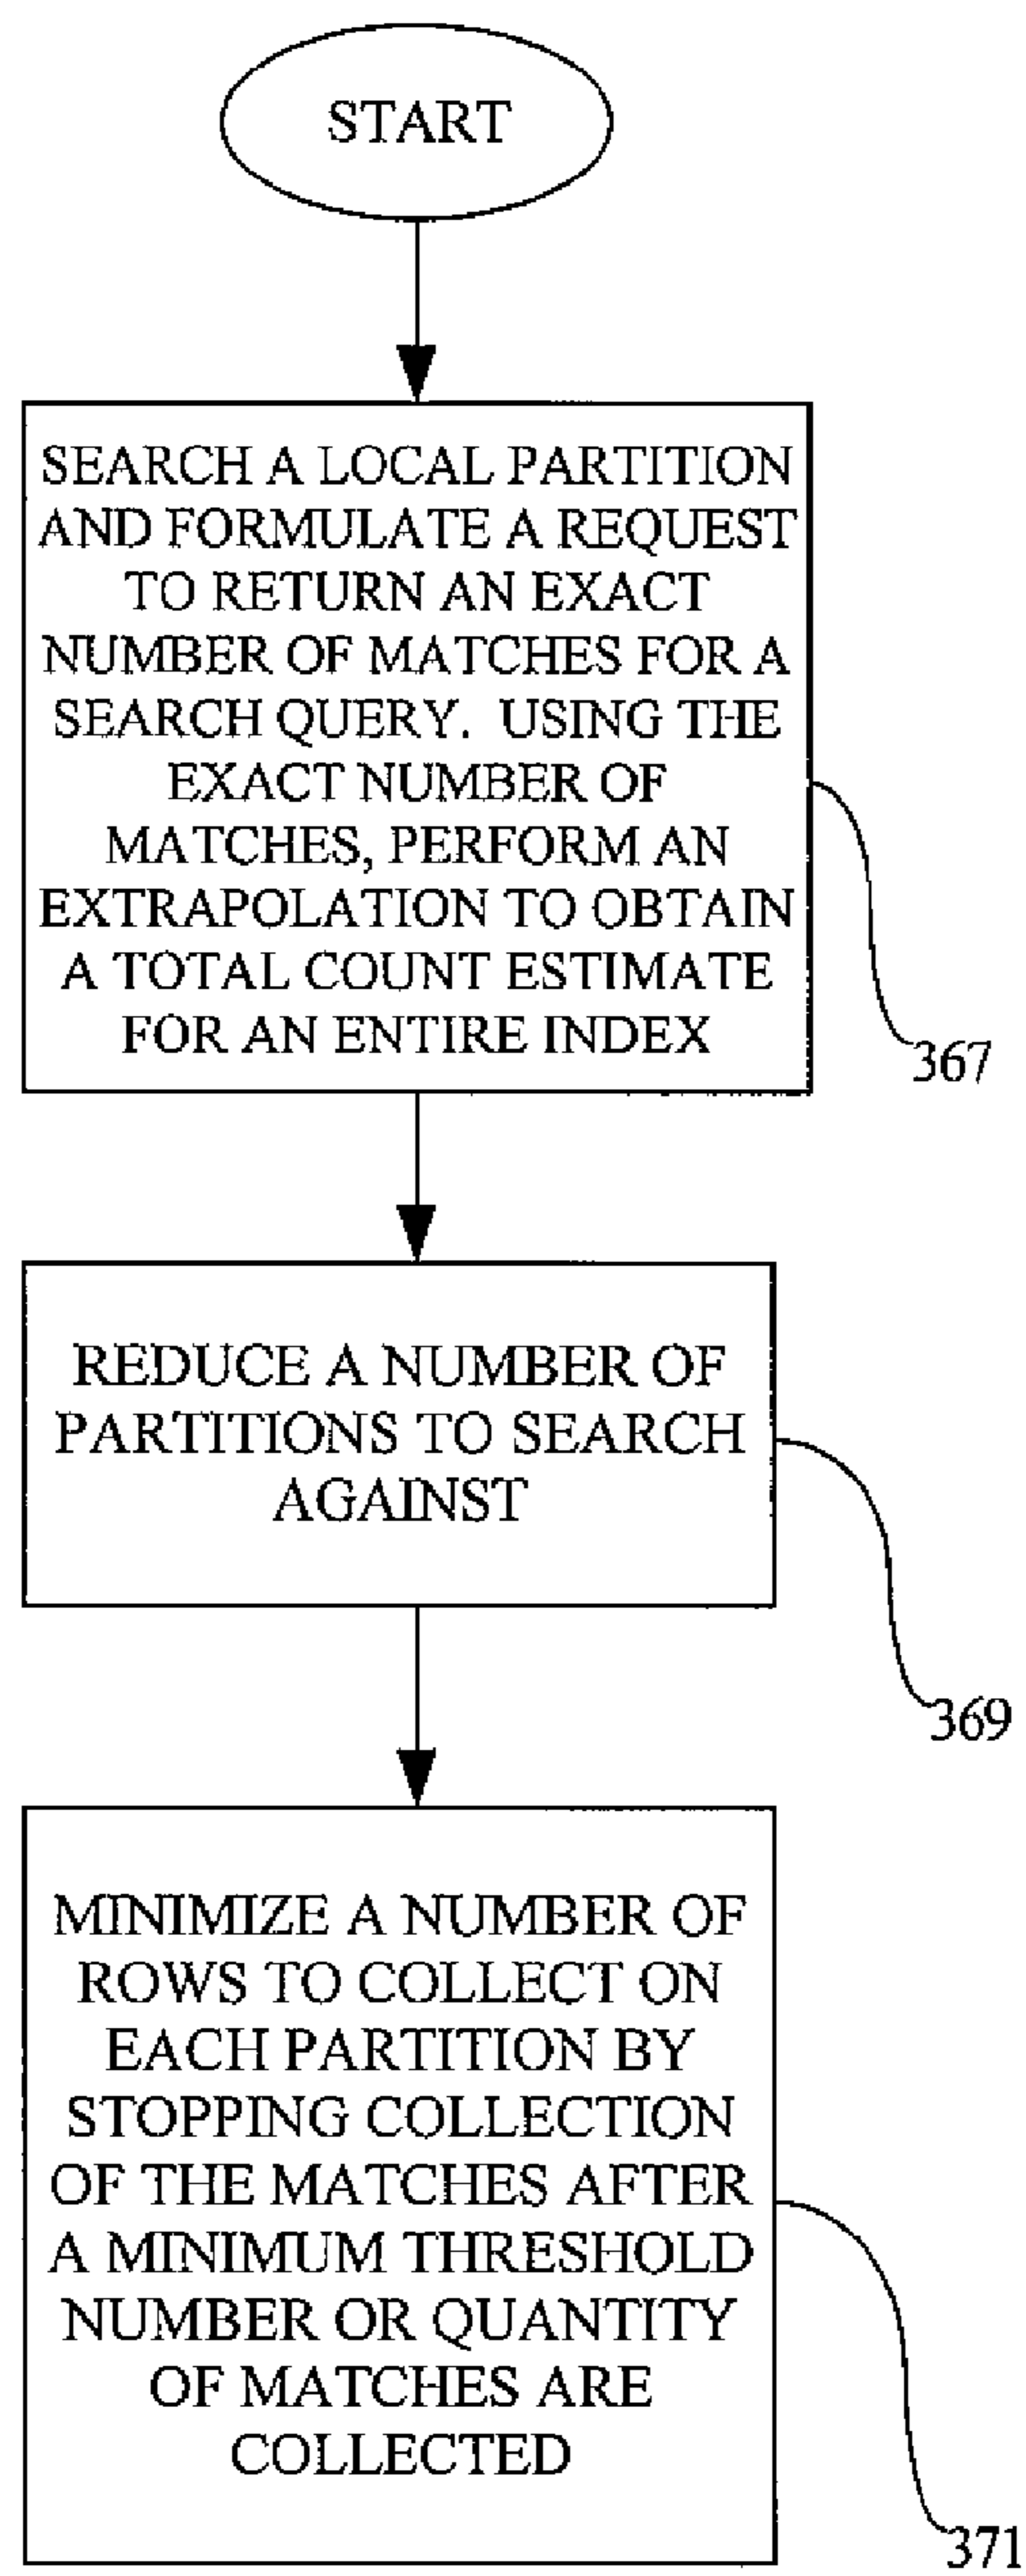 START
SEARCH A LOCAL PARTITION
AND FORMULATE A REQUEST
TO RETURN AN EXACT
NUMBER OF MATCHES FOR A
SEARCH QUERY. USING THE
EXACT NUMBER OF
MATCHES, PERFORM AN
EXTRAPOLATION TO OBTAIN
A TOTAL COUNT ESTIMATE
FOR AN ENTIRE INDEX
367
REDUCE A NUMBER OF
PARTITIONS TO SEARCH
AGAINST
369
MINIMIZE A NUMBER OF
ROWS TO COLLECT ON
EACH PARTITION BY
STOPPING COLLECTION
OF THE MATCHES AFTER
A MINIMUM THRESHOLD
NUMBER OR QUANTITY
OF MATCHES ARE
COLLECTED
371